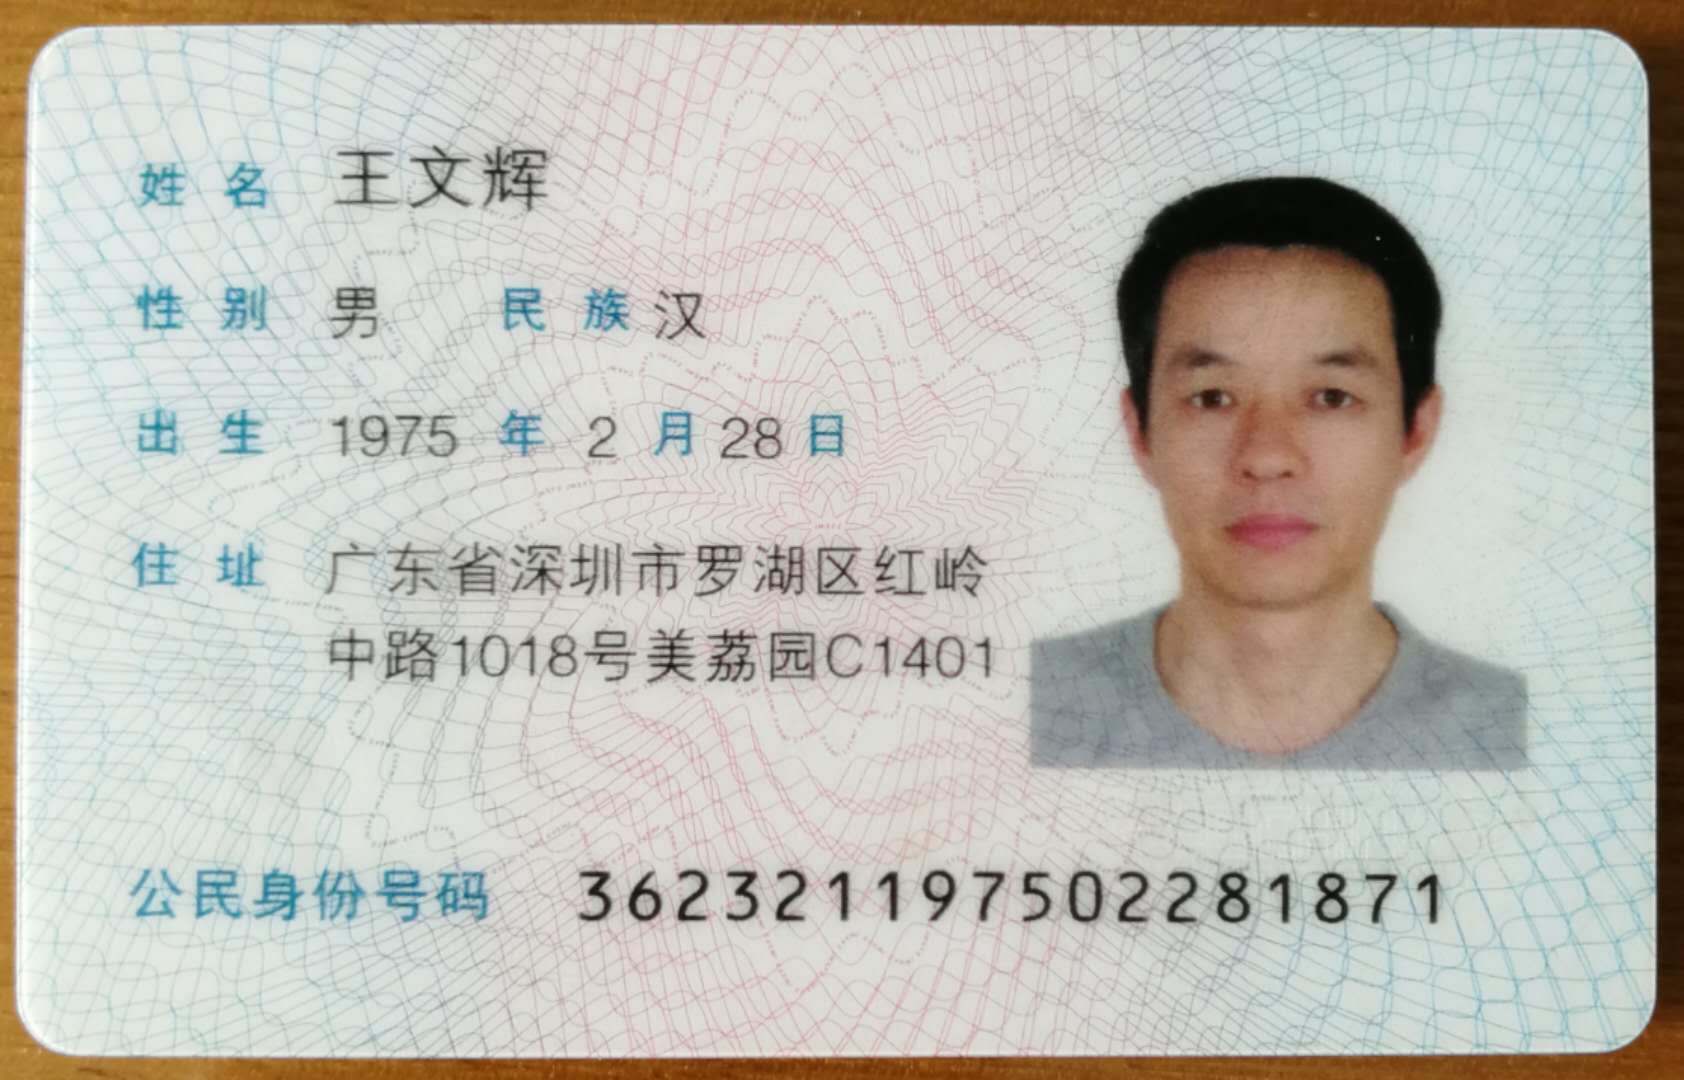 姓名 王文辉
性别 男 民族 汉
出生 1975 年 2 月 28 日
住址 广东省深圳市罗湖区红岭
中路1018号美荔园C1401
公民身份号码 362321197502281871